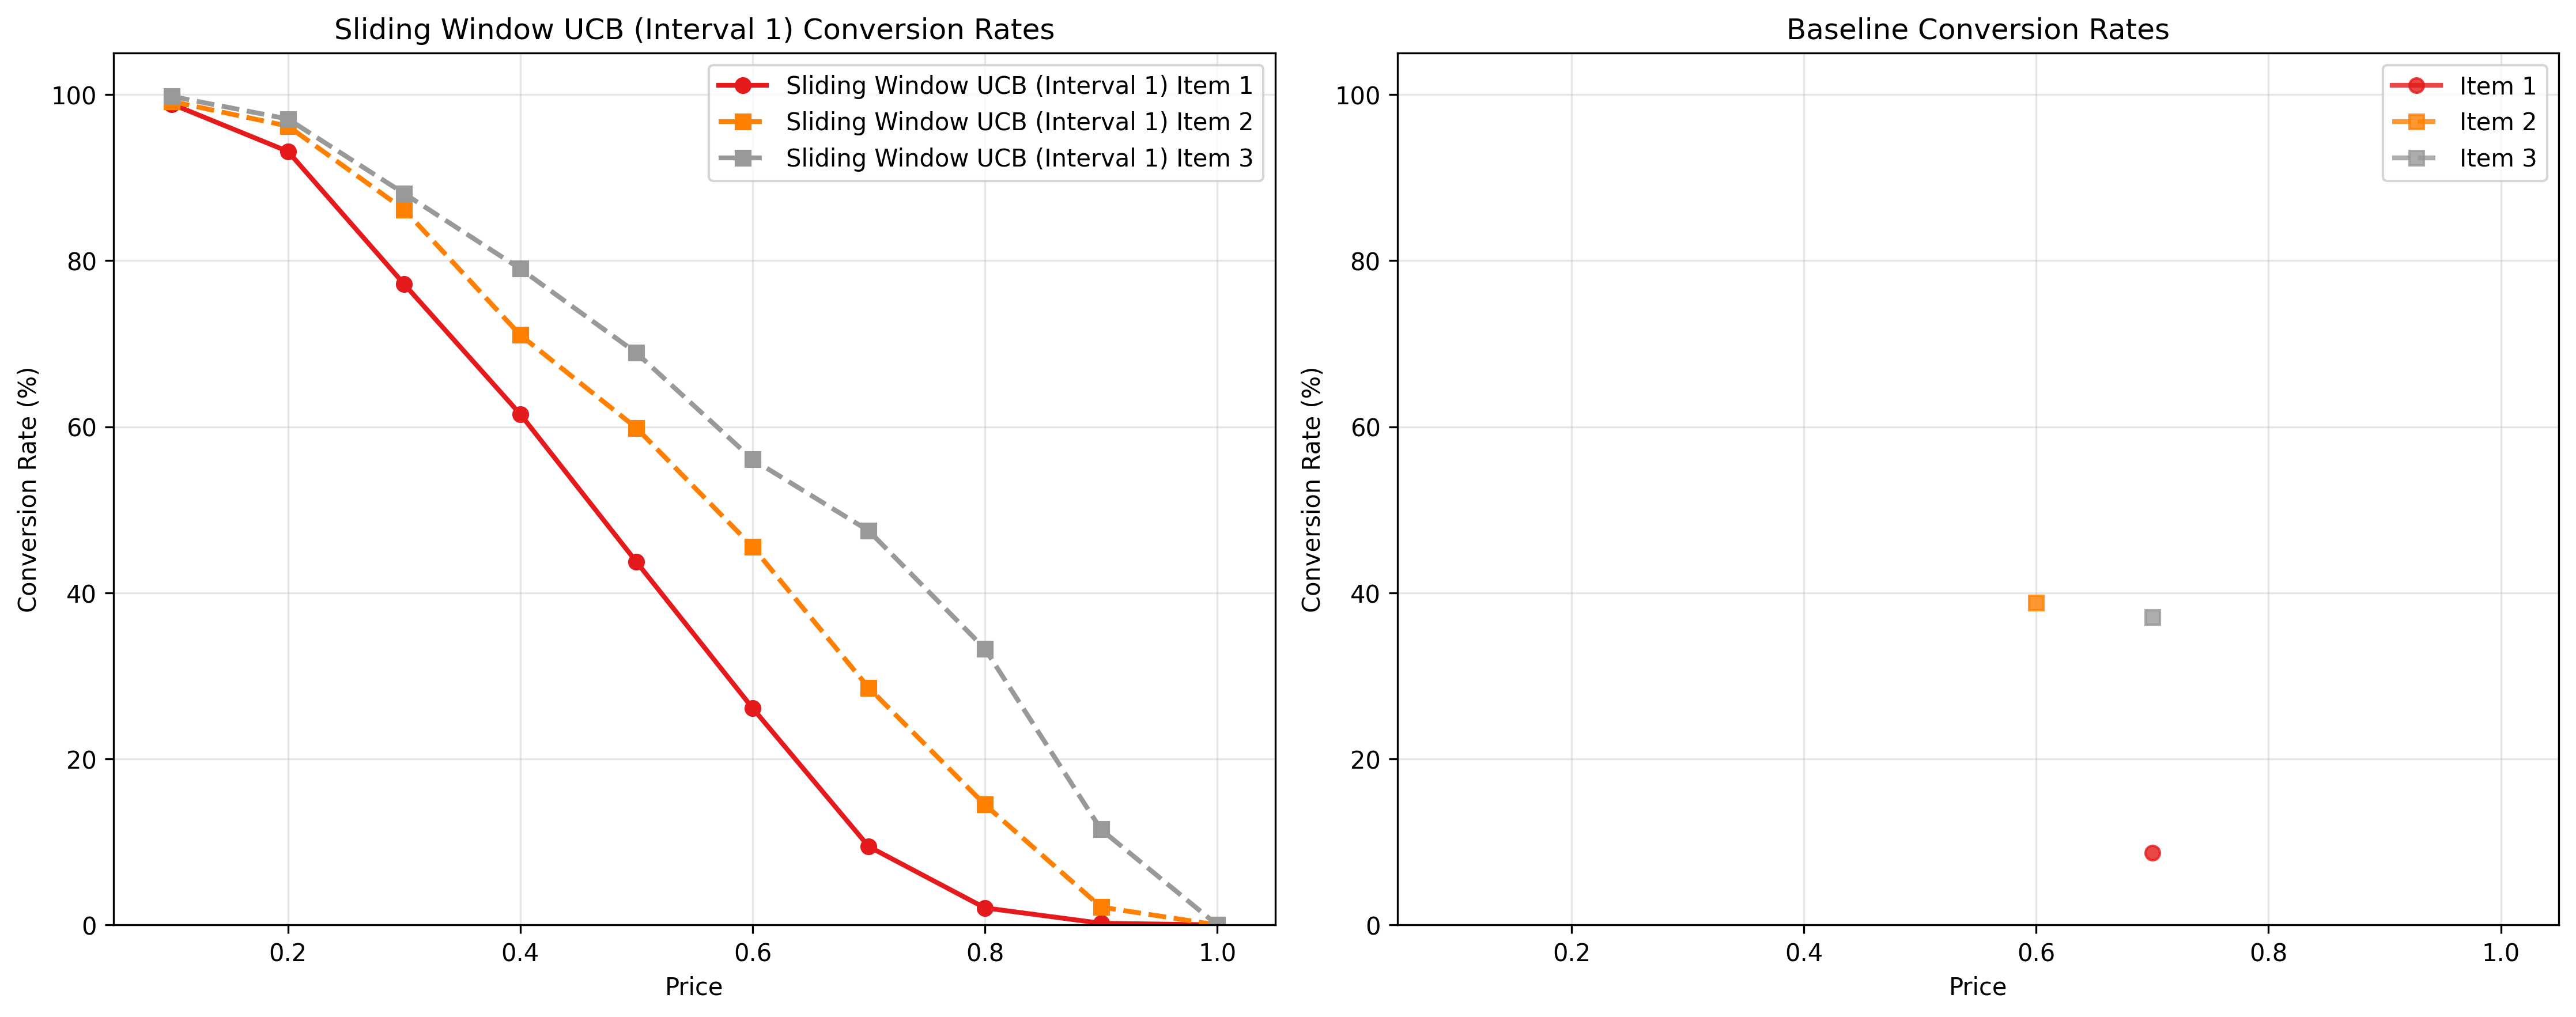 Sliding Window UCB (Interval 1) Conversion Rates
Conversion Rate (%)
100
80
60
40
20
0
Sliding Window UCB (Interval 1) Item 1
Sliding Window UCB (Interval 1) Item 2
Sliding Window UCB (Interval 1) Item 3
0.2 0.4 0.6 0.8 1.0
Price
Baseline Conversion Rates
Conversion Rate (%)
100
80
60
40
20
0
Item 1
Item 2
Item 3
0.2 0.4 0.6 0.8 1.0
Price